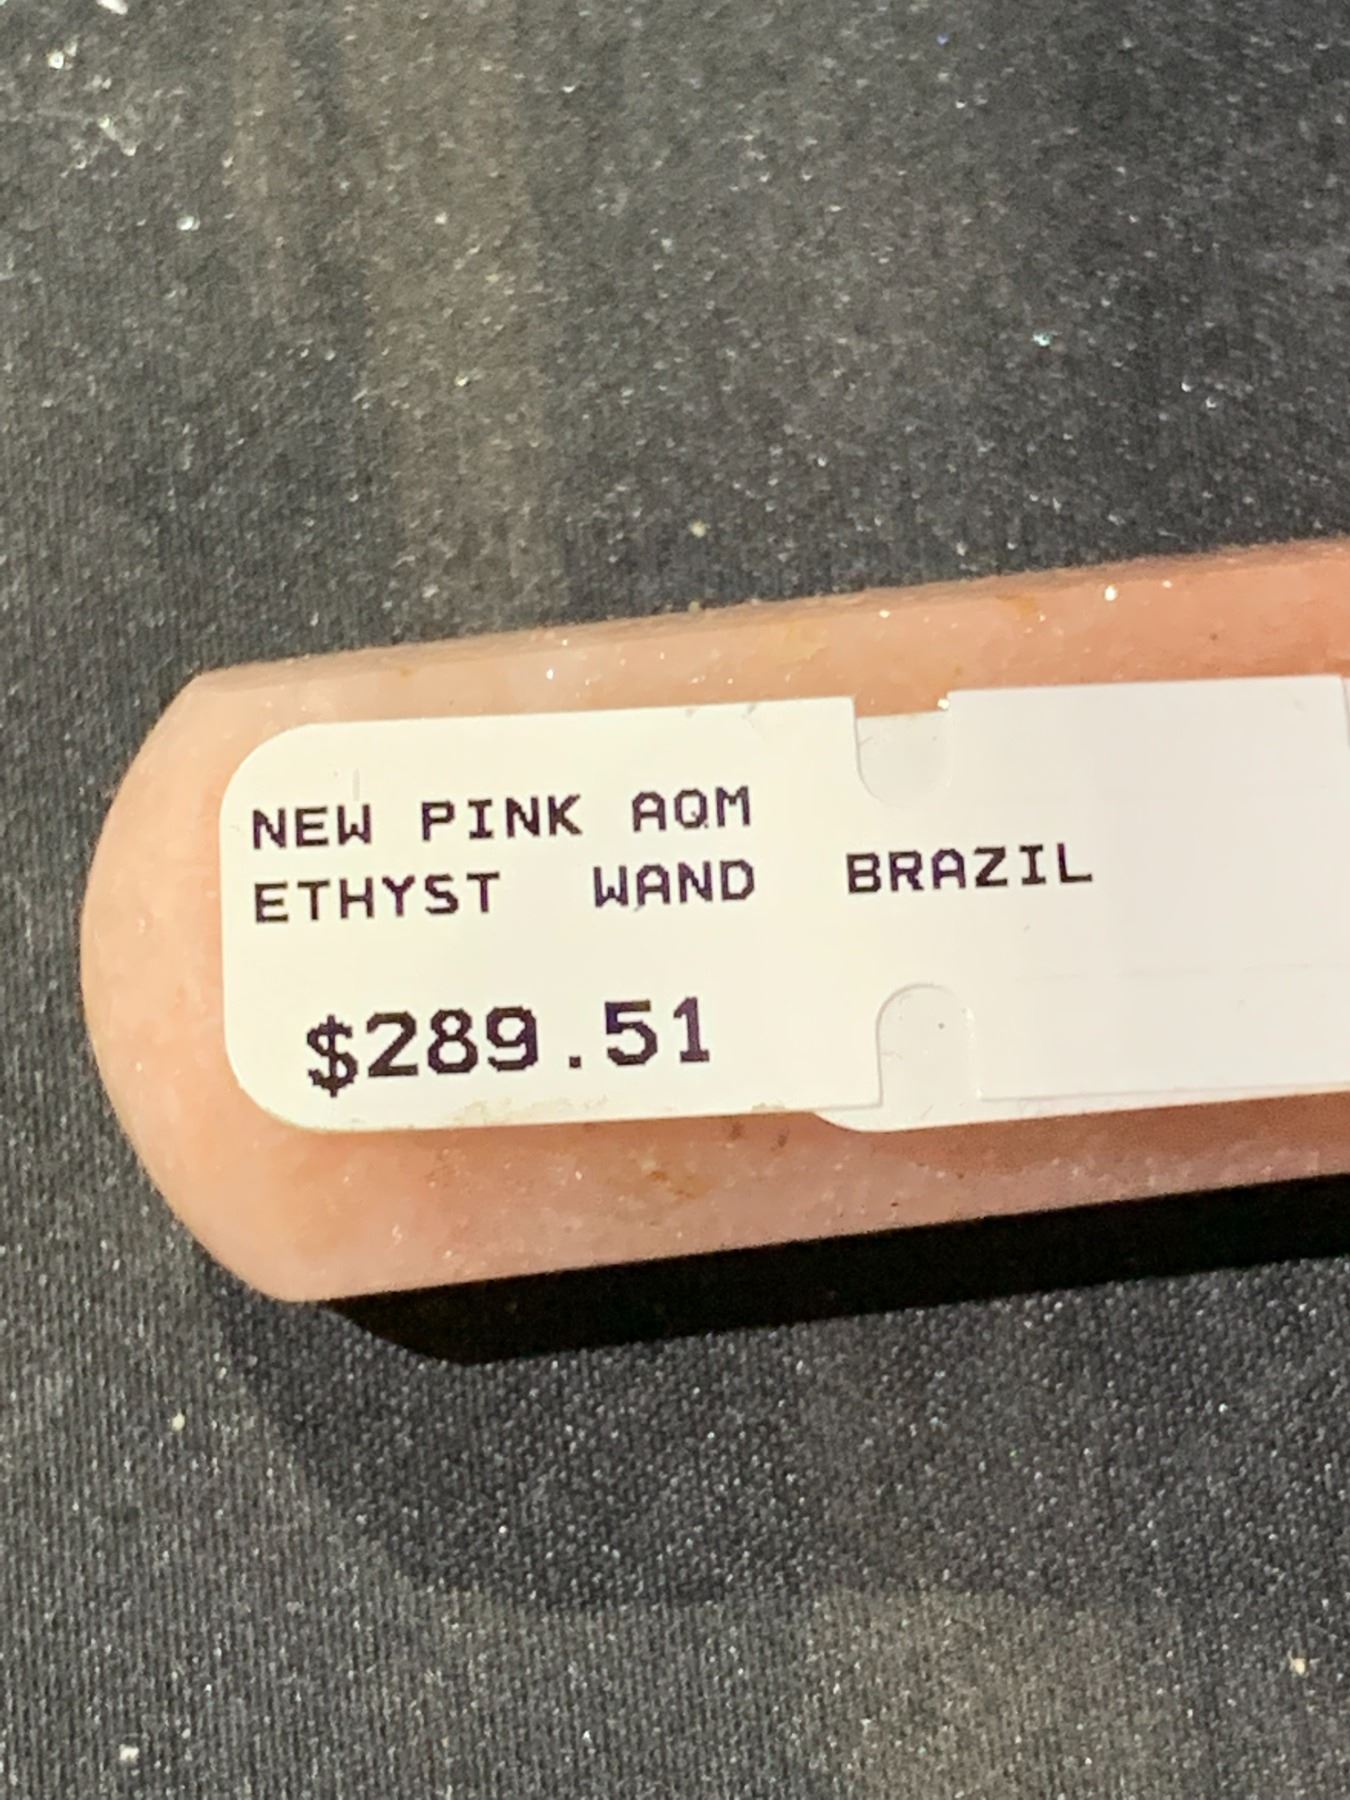 NEW PINK AQM
ETHYST WAND BRAZIL
$289.51